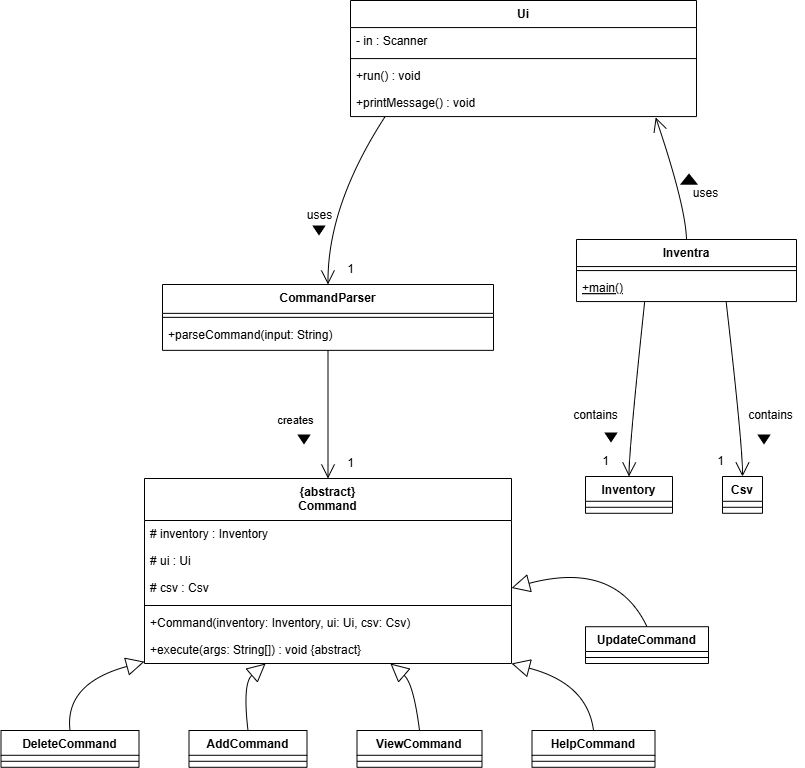 Ui
- in : Scanner
+run() : void
+printMessage() : void
uses
uses
1
Inventra
+main()
CommandParser
+parseCommand(input: String)
creates
1
contains
contains
1
1
Inventory
Csv
{abstract}
Command
# inventory : Inventory
# ui : Ui
# csv : Csv
+Command(inventory: Inventory, ui: Ui, csv: Csv)
+execute(args: String[]) : void {abstract}
UpdateCommand
DeleteCommand
AddCommand
ViewCommand
HelpCommand